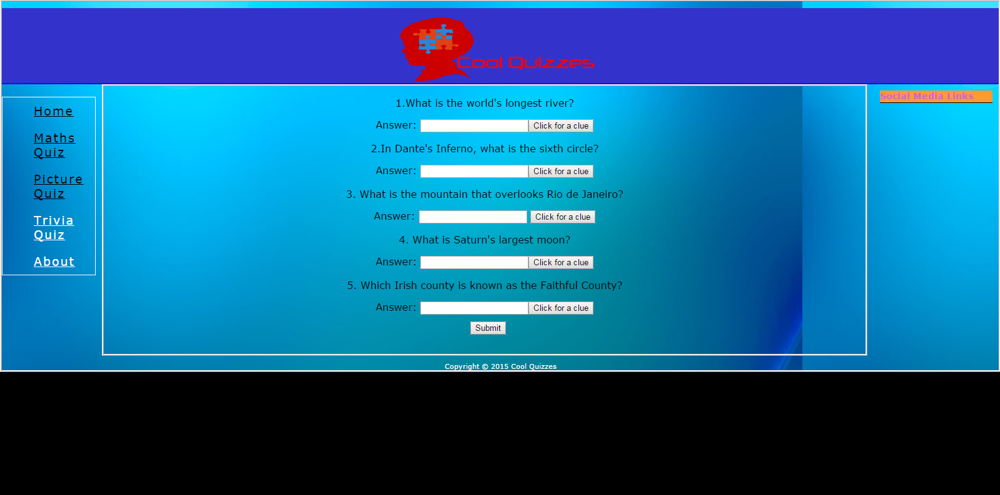 Cool Quizzes
Home
Maths
Quiz
Picture
Quiz
Trivia
Quiz
About
1.What is the world's longest river?
Answer: Click for a clue
2.In Dante's Inferno, what is the sixth circle?
Answer: Click for a clue
3. What is the mountain that overlooks Rio de Janeiro?
Answer: Click for a clue
4. What is Saturn's largest moon?
Answer: Click for a clue
5. Which Irish county is known as the Faithful County?
Answer: Click for a clue
Submit
Social Media Links
Copyright © 2015 Cool Quizzes